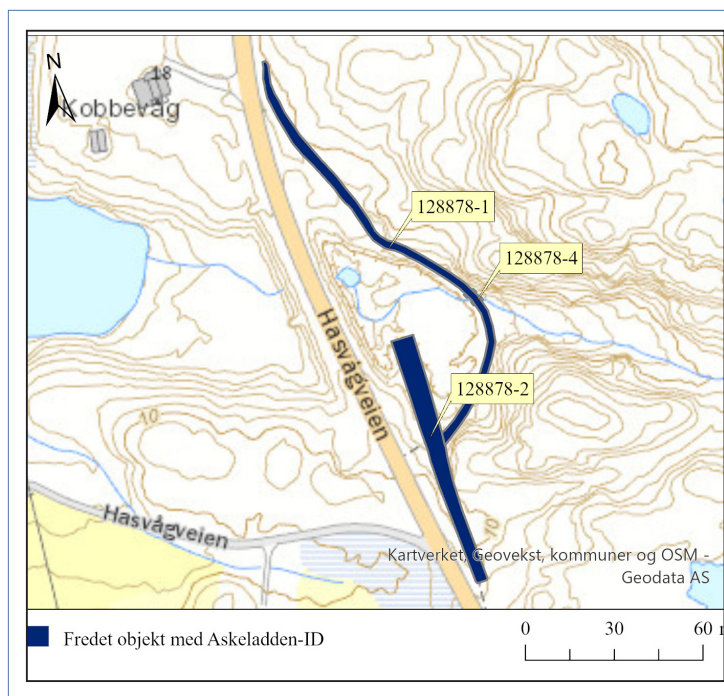 N
18
Kobbevåg
128878-1
128878-4
Hasvågveien
128878-2
10
Hasvågveien
10
Kartverket, Geovekst, kommuner og OSM -
Geodata AS
Fredet objekt med Askeladden-ID
0 30 60